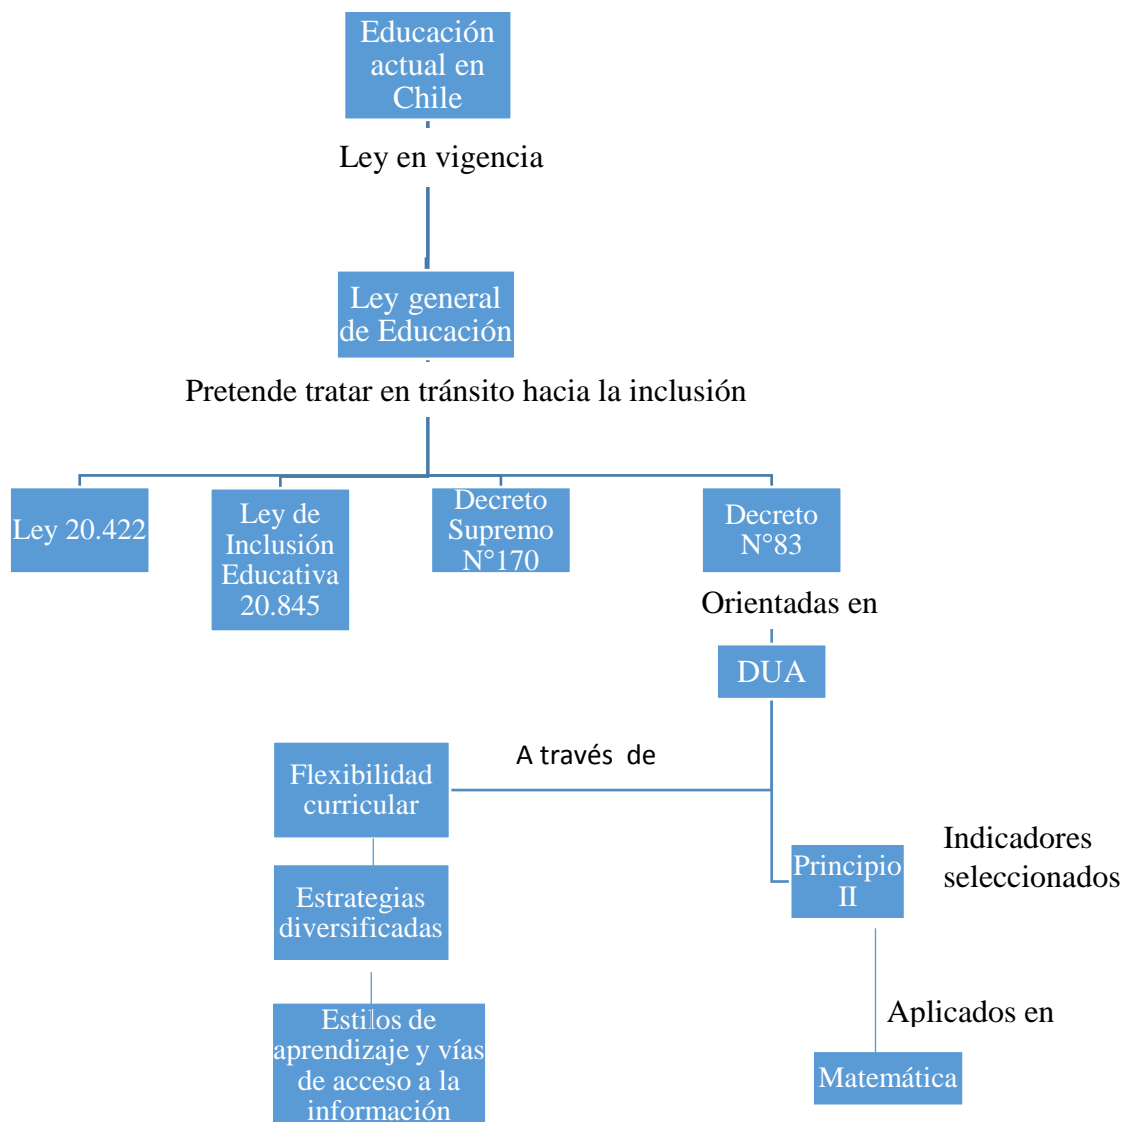 Educación
actual en
Chile
Ley en vigencia
Ley general
de Educación
Pretende tratar en tránsito hacia la inclusión
Ley 20.422
Ley de
Inclusión
Educativa
20.845
Decreto
Supremo
N°170
Decreto
N°83
Orientadas en
DUA
A través de
Flexibilidad
curricular
Estrategias
diversificadas
Estilos de
aprendizaje y vías
de acceso a la
información
Principio
II
Indicadores
seleccionados
Aplicados en
Matemática